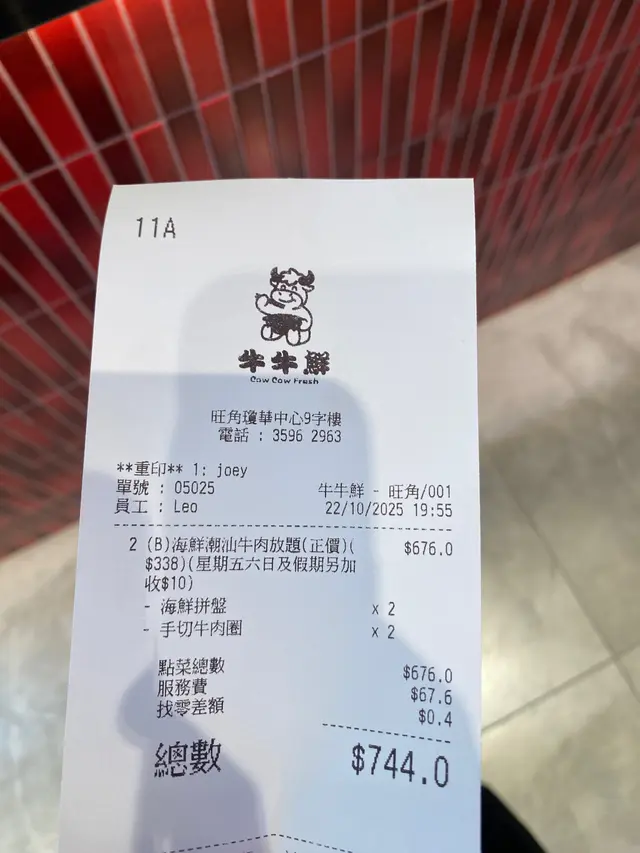 11A
牛牛鮮
Cow Cow Fresh
旺角瓊華中心9字樓
電話 : 3596 2963
**重印** 1: joey
單號 : 05025 牛牛鮮 - 旺角/001
員工 : Leo 22/10/2025 19:55
2 (B)海鮮潮汕牛肉放題(正價)( $676.0
$338)(星期五六日及假期另加
收$10)
- 海鮮拼盤 x 2
- 手切牛肉圈 x 2
點菜總數 $676.0
服務費 $67.6
找零差額 $0.4
總數 $744.0